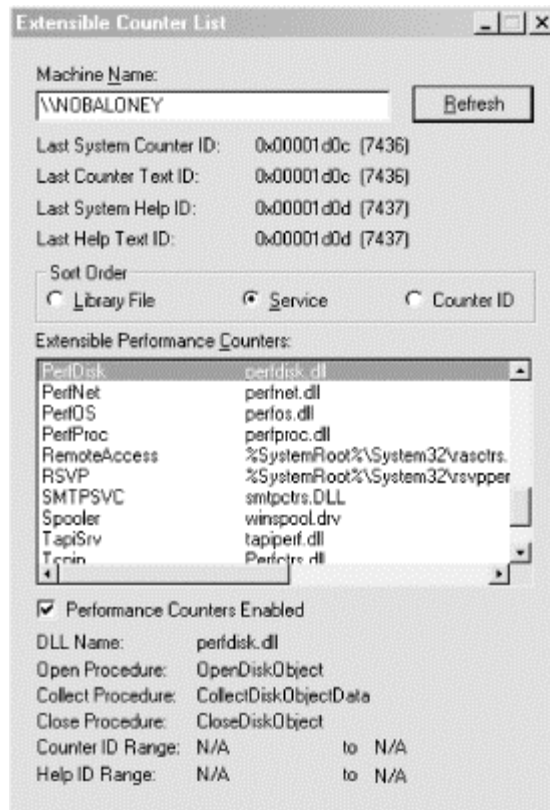 Extensible Counter List
Machine Name:
\\NOBALONEY
Refresh
Last System Counter ID: 0x00001d0c (7436)
Last Counter Text ID: 0x00001d0c (7436)
Last System Help ID: 0x00001d0d (7437)
Last Help Text ID: 0x00001d0d (7437)
Sort Order
Library File Service Counter ID
Extensible Performance Counters:
PerfDisk perfdisk.dll
PerfNet perfnet.dll
PerfOS perfos.dll
PerfProc perfproc.dll
RemoteAccess %SystemRoot%\System32\rasctrs.
RSVP %SystemRoot%\System32\rsvpper
SMTPSVC smtpctrs.DLL
Spooler winspool.drv
TapiSrv tapiperf.dll
Tcpip Perfctrs.dll
Performance Counters Enabled
DLL Name: perfdisk.dll
Open Procedure: OpenDiskObject
Collect Procedure: CollectDiskObjectData
Close Procedure: CloseDiskObject
Counter ID Range: N/A to N/A
Help ID Range: N/A to N/A